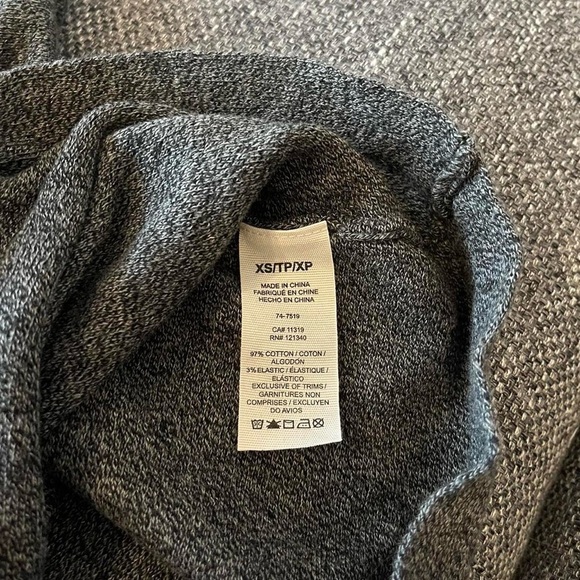 XS/TP/XP
MADE IN CHINA
FABRIQUÉ EN CHINE
HECHO EN CHINA
74-7519
CA# 11319
RN# 121340
97% COTTON / COTON /
ALGODÓN
3% ELASTIC / ÉLASTIQUE /
ELÁSTICO
EXCLUSIVE OF TRIMS /
GARNITURES NON
COMPRISES / EXCLUYEN
DO AVIOS